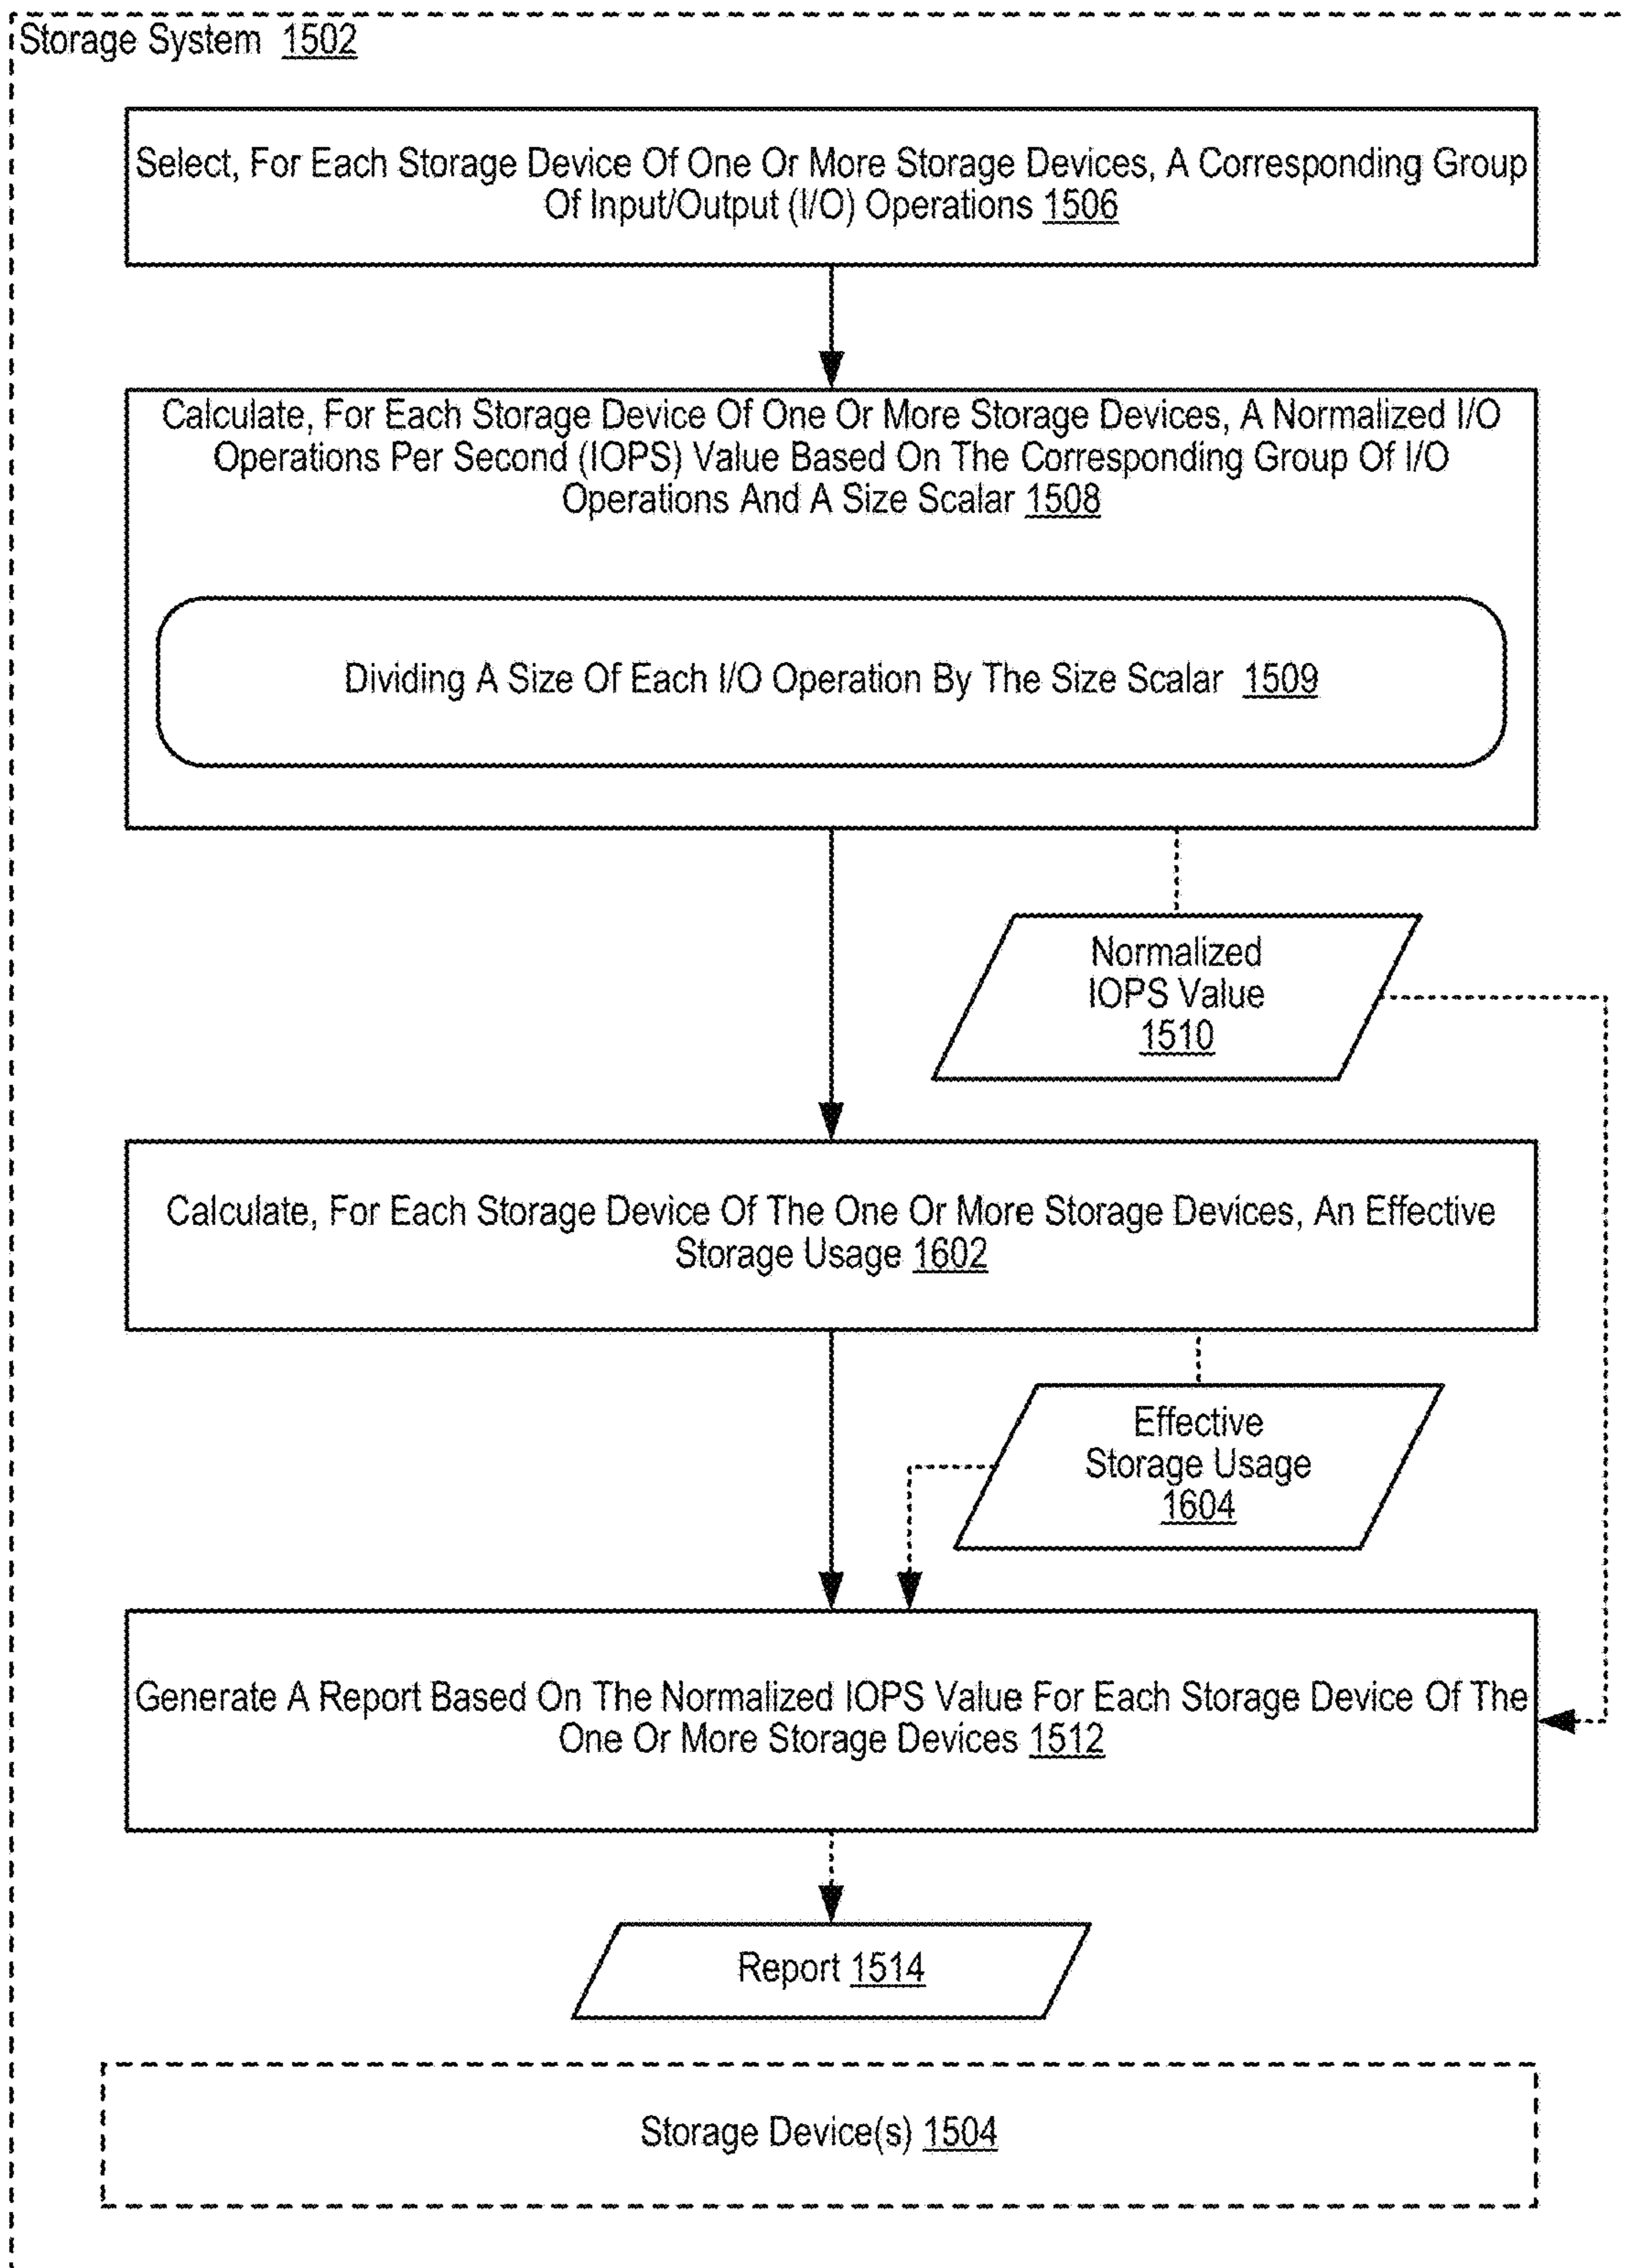 Storage System 1502
Select, For Each Storage Device Of One Or More Storage Devices, A Corresponding Group
Of Input/Output (I/O) Operations 1506
Calculate, For Each Storage Device Of One Or More Storage Devices, A Normalized I/O
Operations Per Second (IOPS) Value Based On The Corresponding Group Of I/O
Operations And A Size Scalar 1508
Dividing A Size Of Each I/O Operation By The Size Scalar 1509
Normalized
IOPS Value
1510
Calculate, For Each Storage Device Of The One Or More Storage Devices, An Effective
Storage Usage 1602
Effective
Storage Usage
1604
Generate A Report Based On The Normalized IOPS Value For Each Storage Device Of The
One Or More Storage Devices 1512
Report 1514
Storage Device(s) 1504